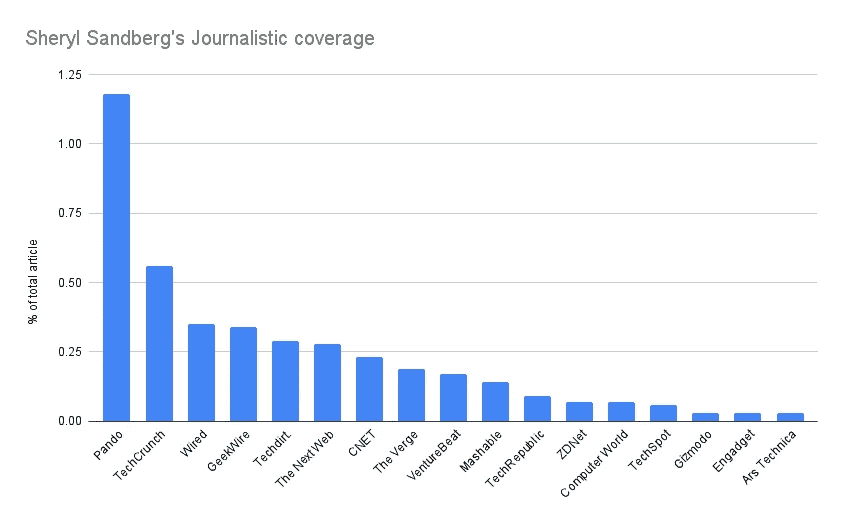 Sheryl Sandberg's Journalistic coverage
% of total article
1.25
1.00
0.75
0.50
0.25
0.00
Pando
TechCrunch
Wired
GeekWire
Techdirt.
The Next Web
CNET
The Verge
VentureBeat
Mashable
TechRepublic
ZDNet
Computer World
TechSpot
Gizmodo
Engadget
Ars Technica